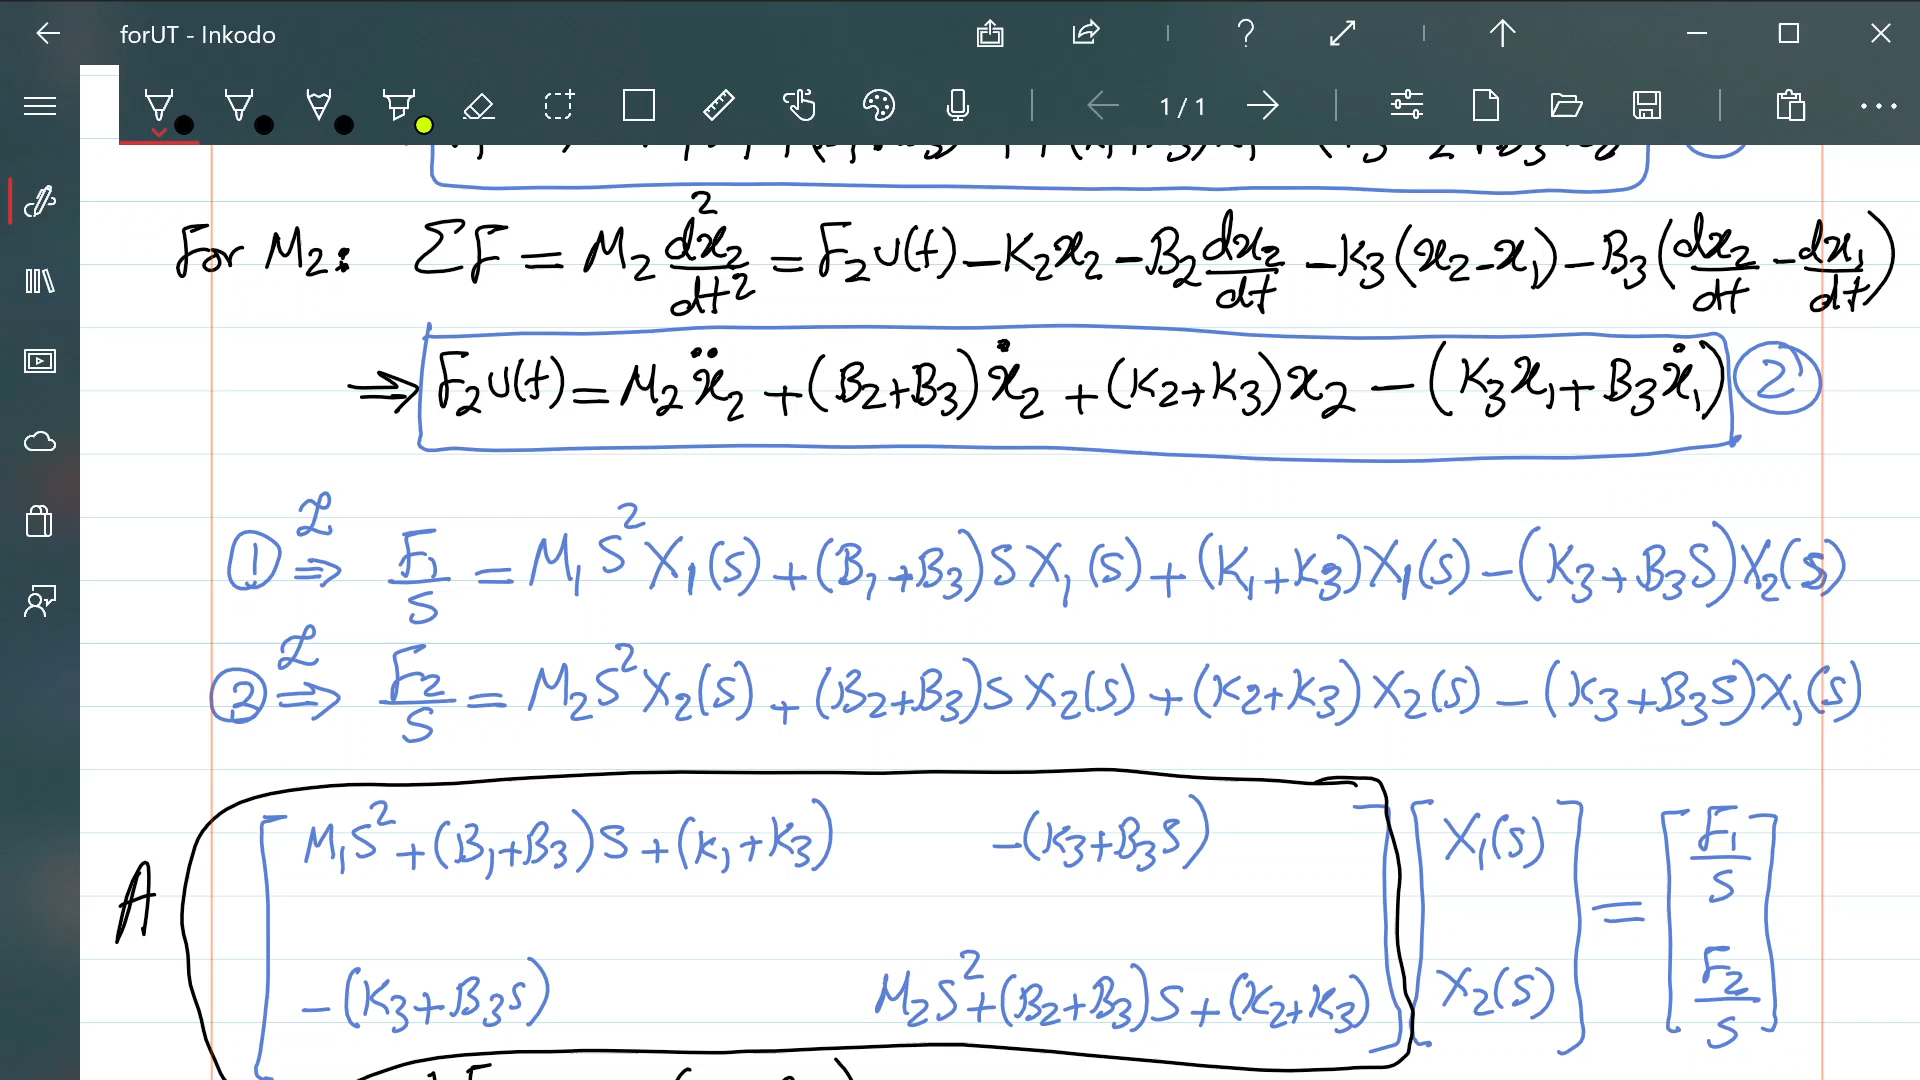 forUT - Inkodo
1 / 1
For M₂: ΣF = M₂ d²x₂/dt² = F₂u(t) - K₂x₂ - B₂ dx₂/dt - K₃(x₂-x₁) - B₃(dx₂/dt - dx₁/dt)
⇒ F₂u(t) = M₂ẍ₂ + (B₂+B₃)ẋ₂ + (K₂+K₃)x₂ - (K₃x₁ + B₃ẋ₁) ②
① ℒ⇒ F₁/S = M₁S²X₁(S) + (B₁+B₃)SX₁(S) + (K₁+K₃)X₁(S) - (K₃+B₃S)X₂(S)
② ℒ⇒ F₂/S = M₂S²X₂(S) + (B₂+B₃)SX₂(S) + (K₂+K₃)X₂(S) - (K₃+B₃S)X₁(S)
M₁S²+(B₁+B₃)S+(K₁+K₃) -(K₃+B₃S) X₁(S) F₁/S
A =
-(K₃+B₃S) M₂S²+(B₂+B₃)S+(K₂+K₃) X₂(S) F₂/S